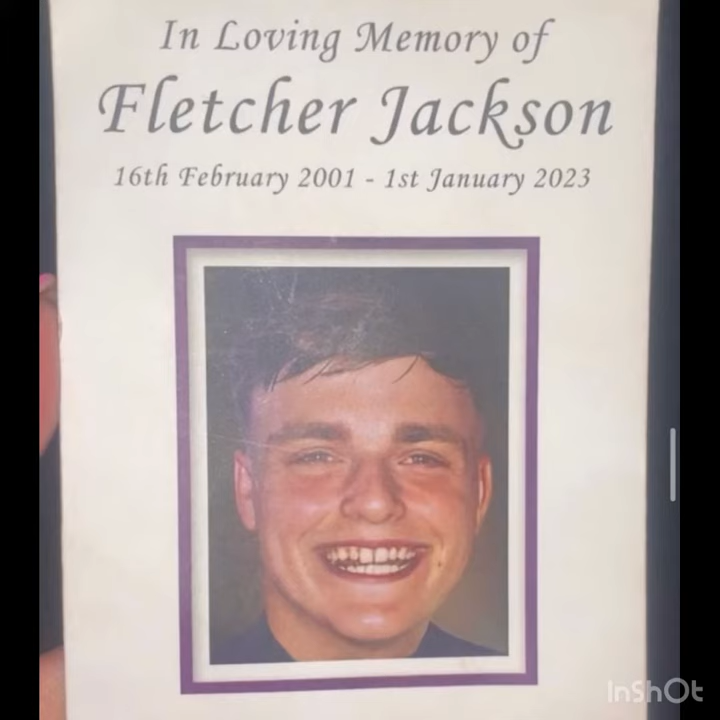 In Loving Memory of
Fletcher Jackson
16th February 2001 - 1st January 2023
InShOt